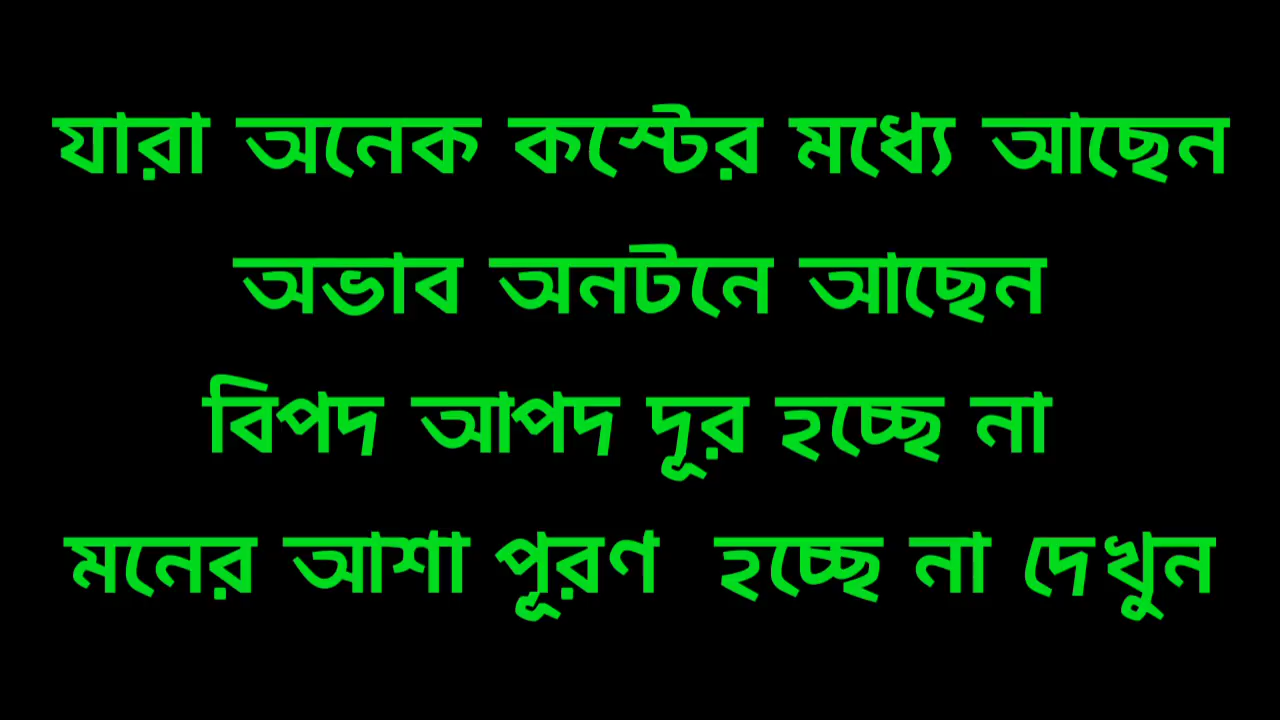 যারা অনেক কস্টের মধ্যে আছেন
অভাব অনটনে আছেন
বিপদ আপদ দূর হচ্ছে না
মনের আশা পূরণ হচ্ছে না দেখুন